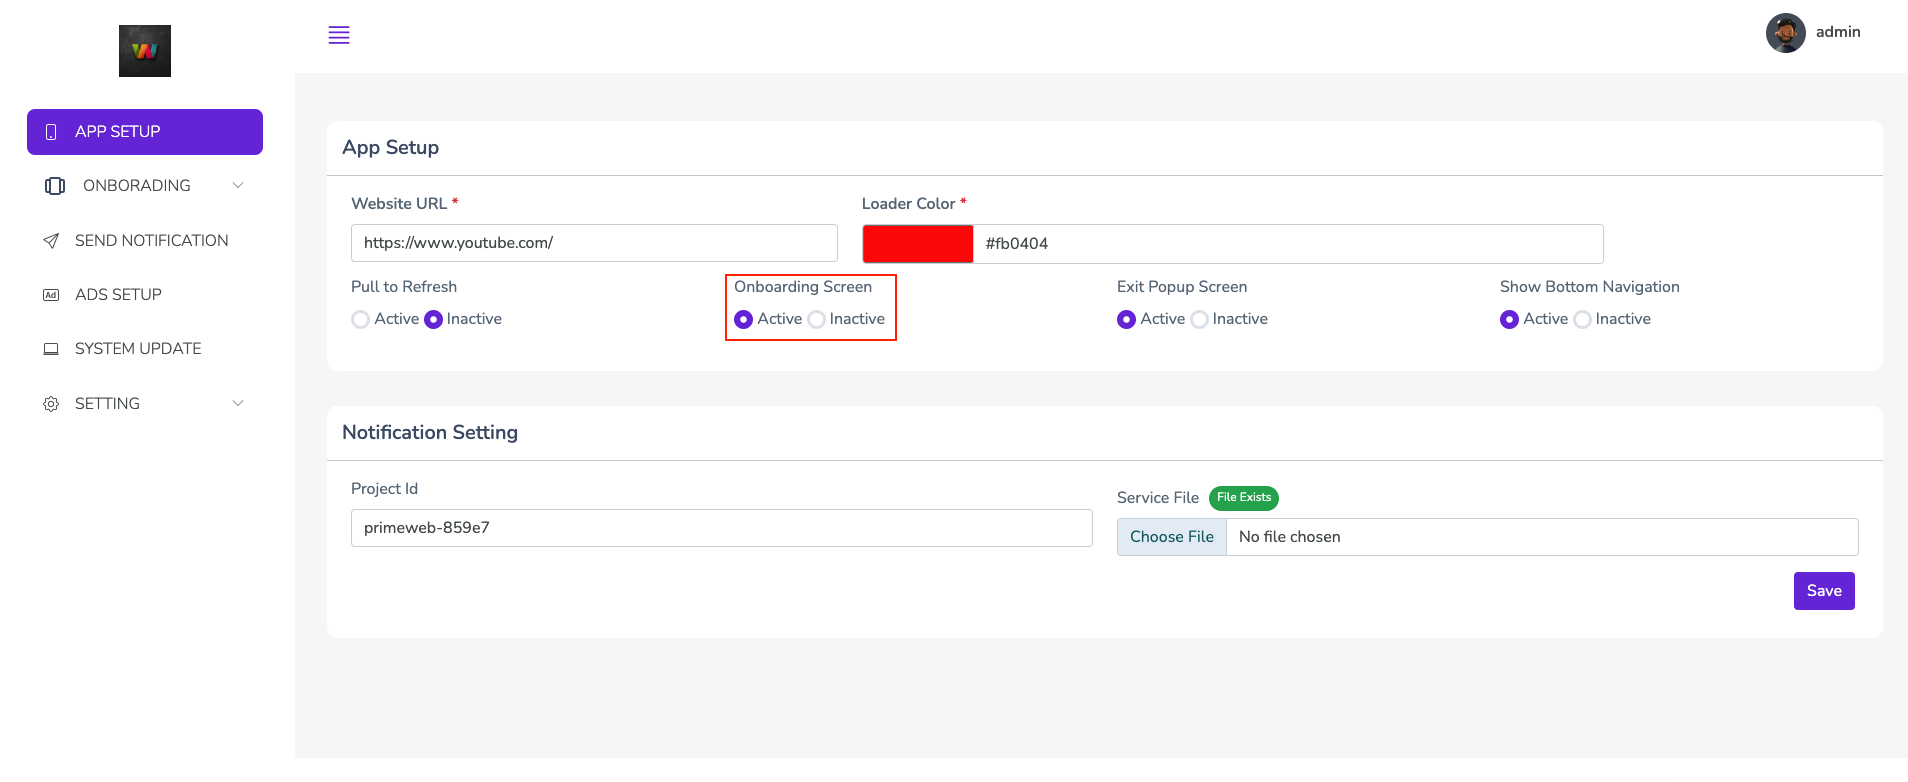 admin
APP SETUP
ONBORADING
SEND NOTIFICATION
Ad ADS SETUP
SYSTEM UPDATE
SETTING
App Setup
Website URL * Loader Color *
https://www.youtube.com/ #fb0404
Pull to Refresh Onboarding Screen Exit Popup Screen Show Bottom Navigation
Active Inactive Active Inactive Active Inactive Active Inactive
Notification Setting
Project Id Service File File Exists
primeweb-859e7 Choose File No file chosen
Save